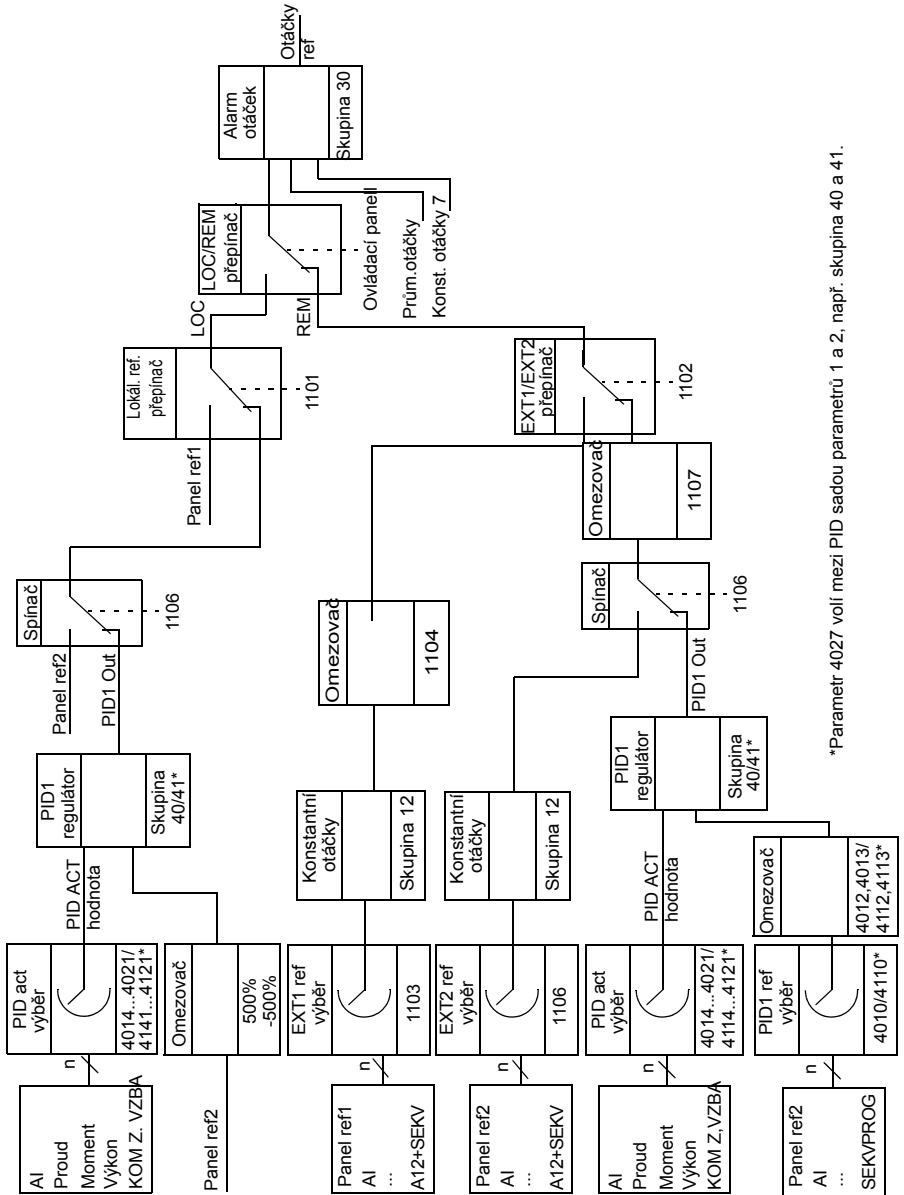 AI
Proud
Moment
Výkon
KOM Z. VZBA
n
PID act
výběr
4014...4021/
4141...4121*
PID ACT
hodnota
Panel ref2
Omezovač
500%
-500%
PID1
regulátor
Skupina
40/41*
Panel ref2
PID1 Out
Spínač
1106
Panel ref1
Lokál. ref.
přepínač
1101
LOC
REM
LOC/REM
přepínač
Ovládací panell
Prům.otáčky
Konst. otáčky 7
Alarm
otáček
Skupina 30
Otáčky
ref
Panel ref1
AI
...
A12+SEKV
n
EXT1 ref
výběr
1103
Konstantní
otáčky
Skupina 12
Omezovač
1104
Panel ref2
AI
...
A12+SEKV
n
EXT2 ref
výběr
1106
Konstantní
otáčky
Skupina 12
AI
Proud
Moment
Výkon
KOM Z,VZBA
n
PID act
výběr
4014...4021/
4114...4121*
PID ACT
hodnota
Panel ref2
AI
...
SEKVPROG
n
PID1 ref
výběr
4010/4110*
Omezovač
4012,4013/
4112,4113*
PID1
regulátor
Skupina
40/41*
PID1 Out
Spínač
1106
Omezovač
1107
EXT1/EXT2
přepínač
1102
*Parametr 4027 volí mezi PID sadou parametrů 1 a 2, např. skupina 40 a 41.